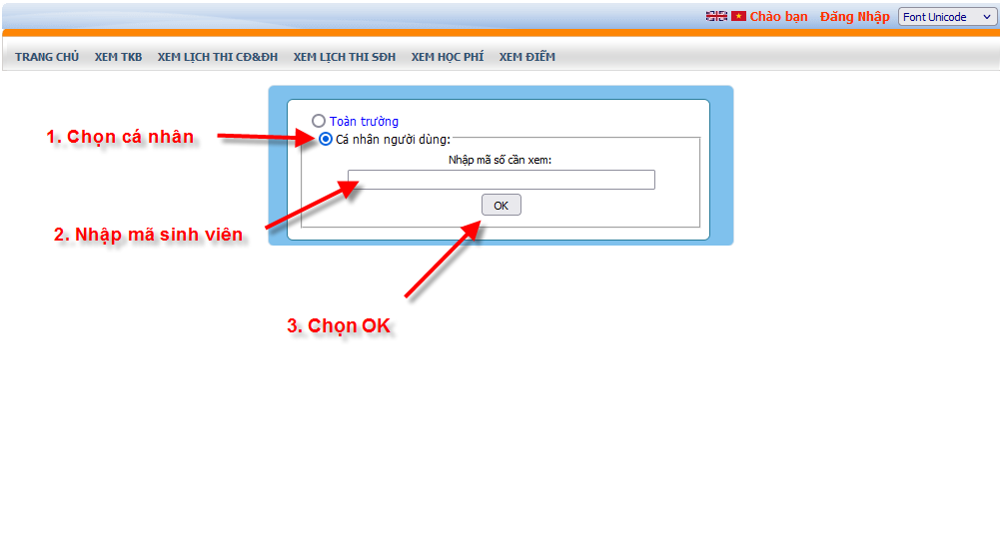 Chào bạn Đăng Nhập Font Unicode
TRANG CHỦ XEM TKB XEM LỊCH THI CĐ&ĐH XEM LỊCH THI SĐH XEM HỌC PHÍ XEM ĐIỂM
Toàn trường
1. Chọn cá nhân
Cá nhân người dùng:
Nhập mã số cần xem:
OK
2. Nhập mã sinh viên
3. Chọn OK